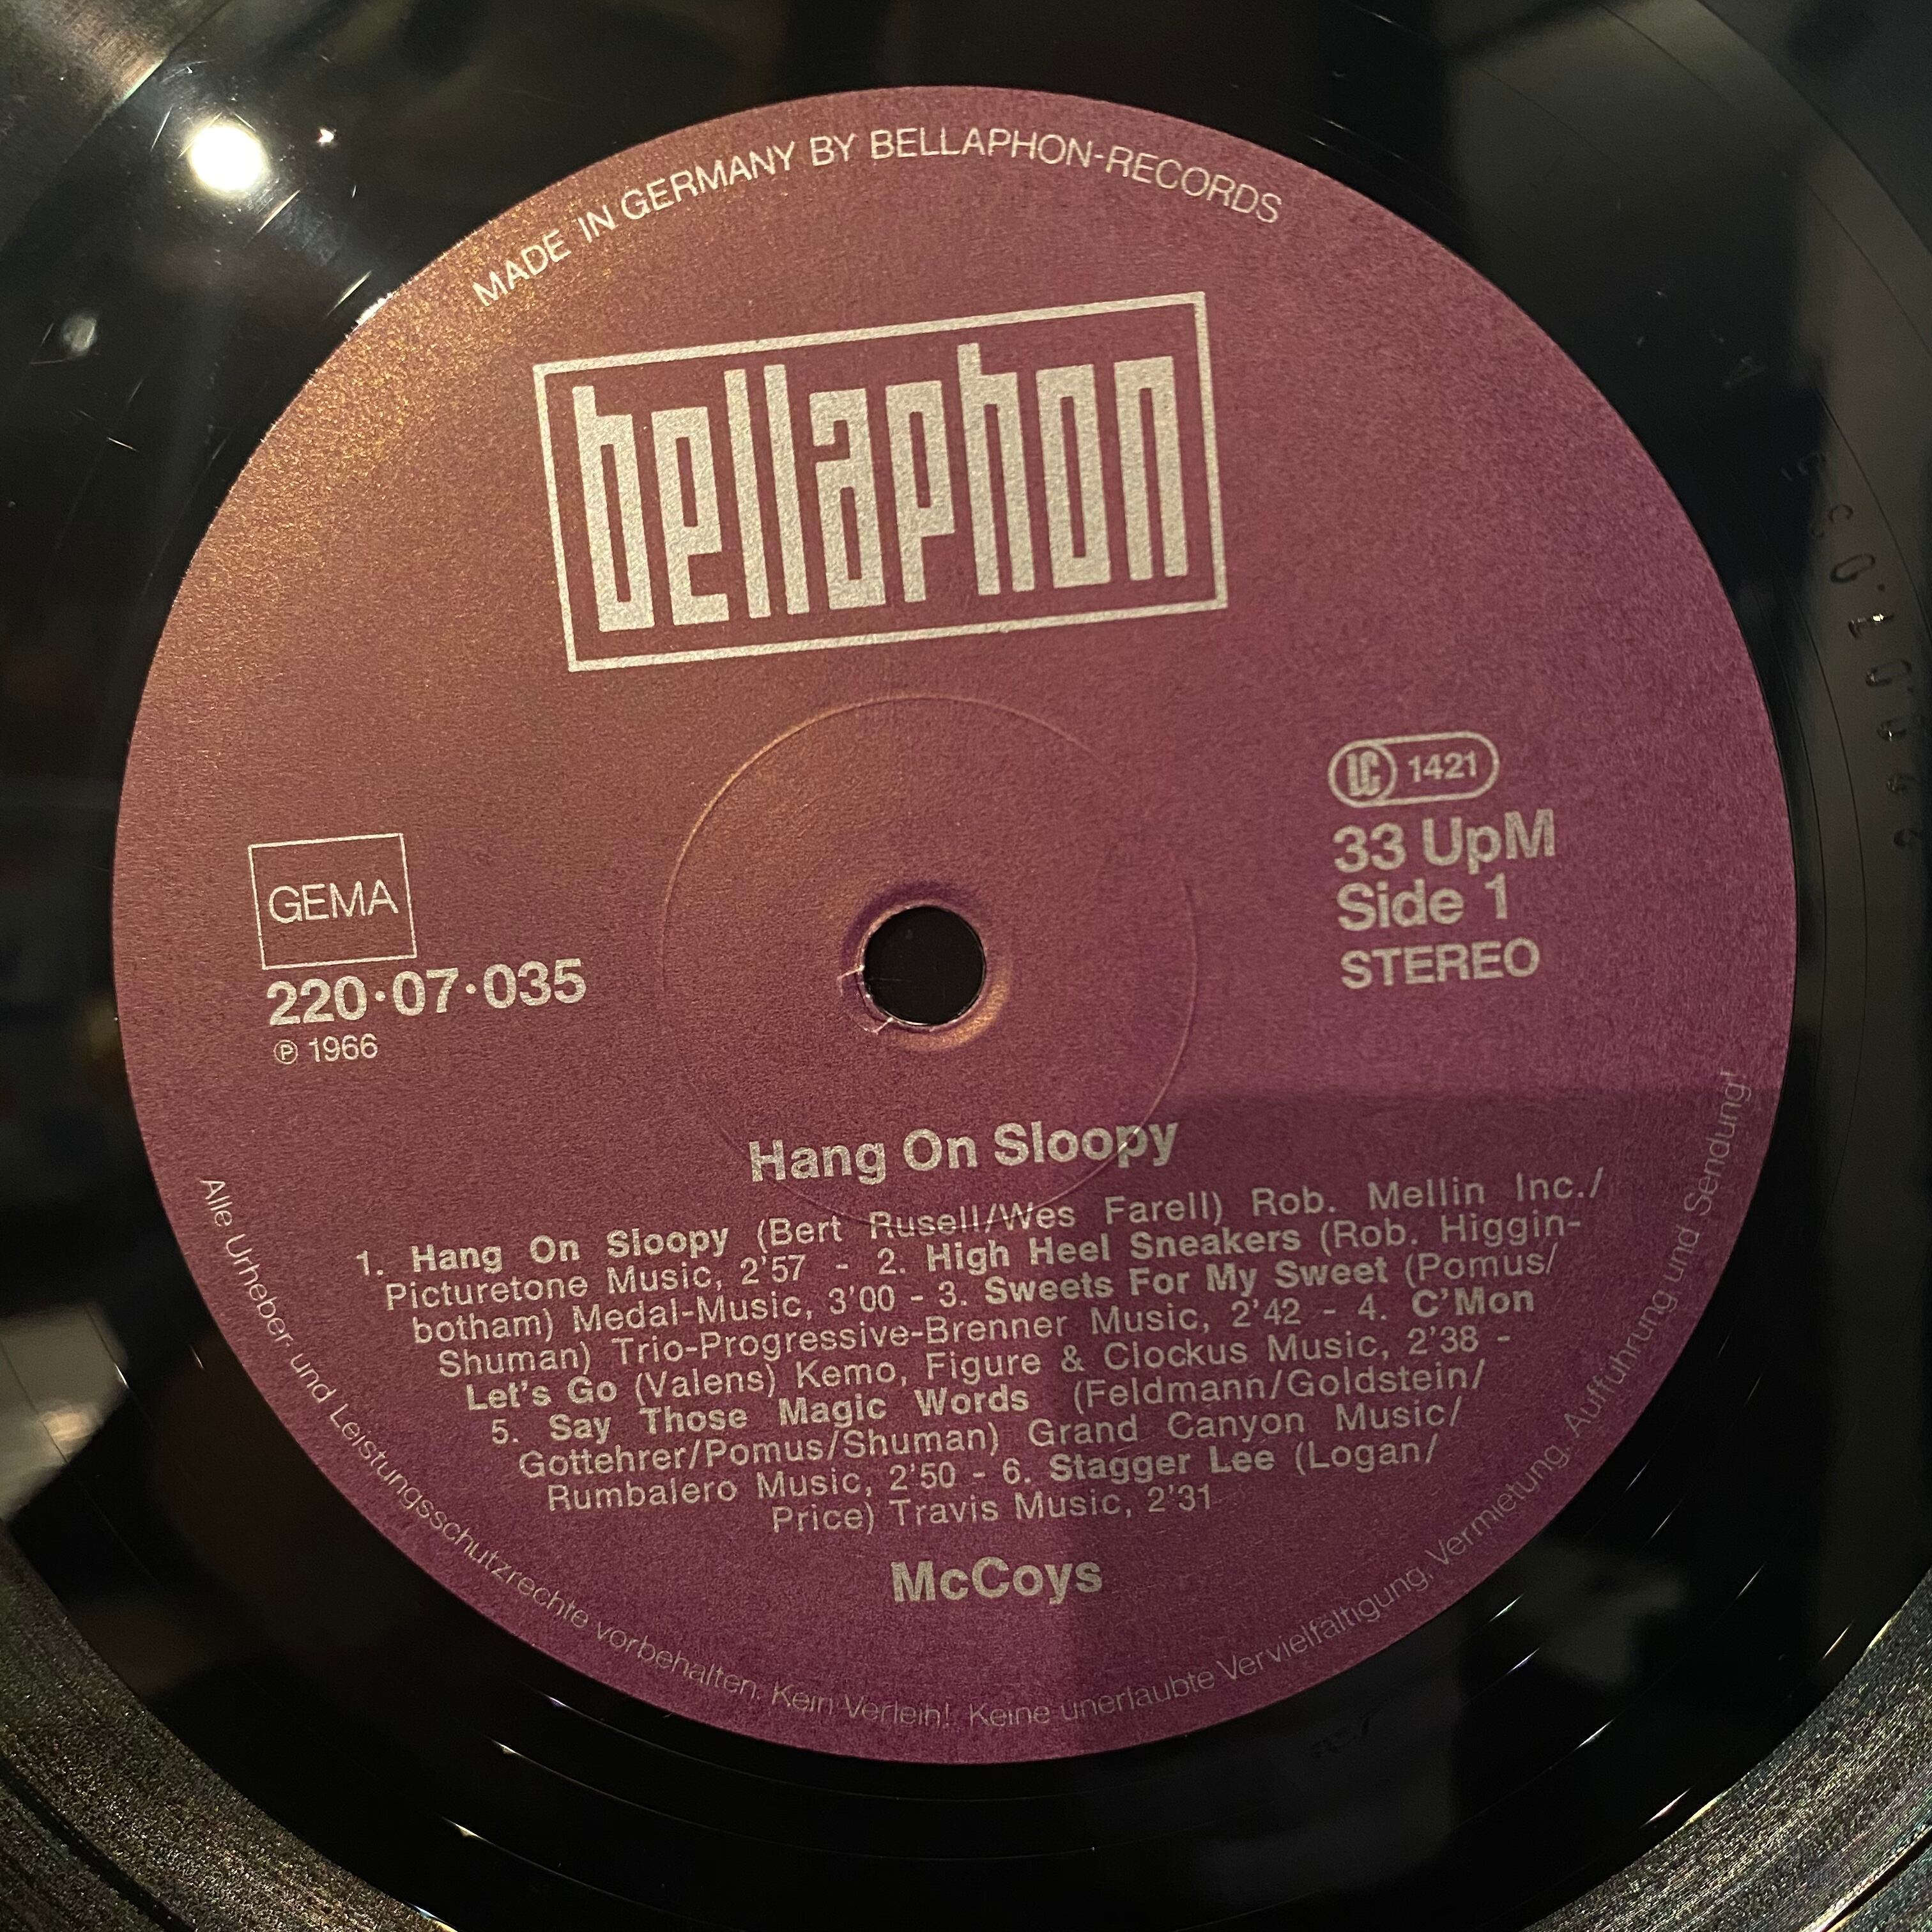 MADE IN GERMANY BY BELLAPHON-RECORDS
bellaphon
LC 1421
33 UpM
Side 1
STEREO
GEMA
220·07·035
℗ 1966
Hang On Sloopy
1. Hang On Sloopy (Bert Rusell/Wes Farell) Rob. Mellin Inc./
Picturetone Music, 2'57 - 2. High Heel Sneakers (Rob. Higgin-
botham) Medal-Music, 3'00 - 3. Sweets For My Sweet (Pomus/
Shuman) Trio-Progressive-Brenner Music, 2'42 - 4. C'Mon
Let's Go (Valens) Kemo, Figure & Clockus Music, 2'38 -
5. Say Those Magic Words (Feldmann/Goldstein/
Gottehrer/Pomus/Shuman) Grand Canyon Music/
Rumbalero Music, 2'50 - 6. Stagger Lee (Logan/
Price) Travis Music, 2'31
McCoys
Alle Urheber- und Leistungsschutzrechte vorbehalten. Kein Verleih! Keine unerlaubte Vervielfältigung, Vermietung, Aufführung und Sendung!